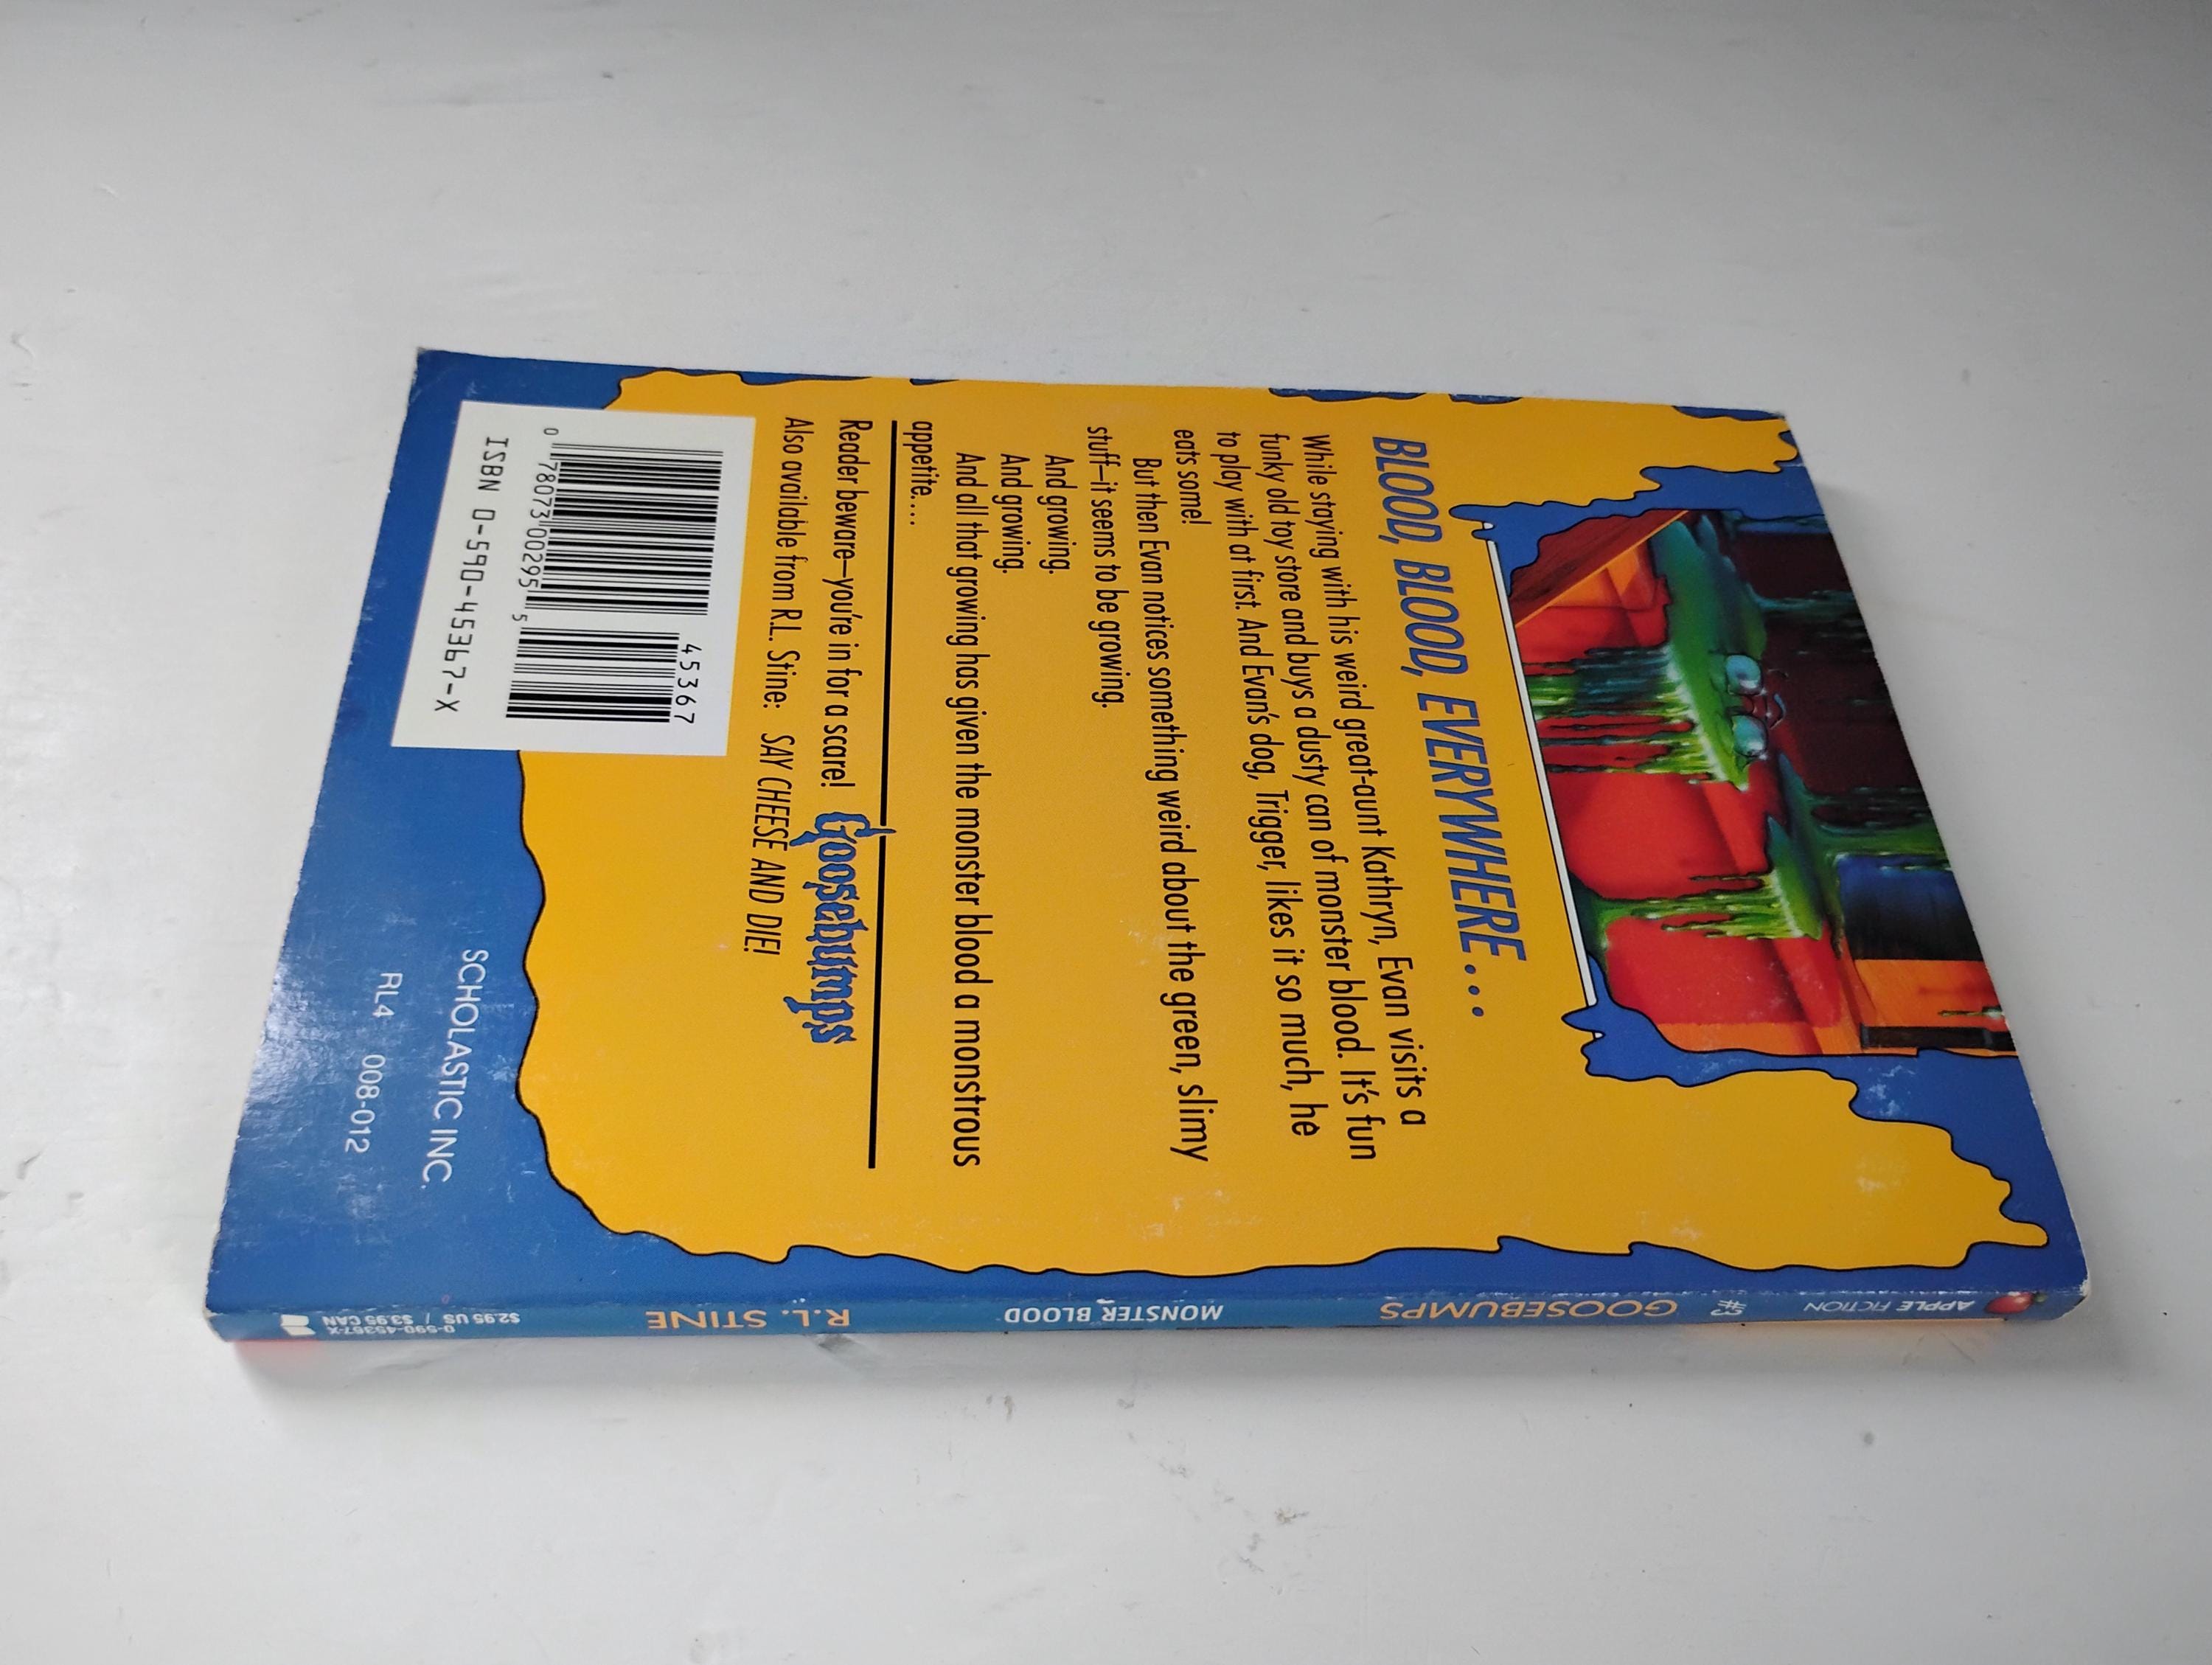 BLOOD, BLOOD, EVERYWHERE...
While staying with his weird great-aunt Kathryn, Evan visits a
funky old toy store and buys a dusty can of monster blood. It's fun
to play with at first. And Evan's dog, Trigger, likes it so much, he
eats some!
But then Evan notices something weird about the green, slimy
stuff—it seems to be growing.
And growing.
And growing.
And all that growing has given the monster blood a monstrous
appetite....
Reader beware—you're in for a scare! Goosebumps
Also available from R.L. Stine: SAY CHEESE AND DIE!
45367
0 78073 00295 5
ISBN 0-590-45367-X
SCHOLASTIC INC.
RL4 008-012
APPLE FICTION
#3
GOOSEBUMPS
MONSTER BLOOD
R.L. STINE
0-590-45367-X
$2.95 US / $3.95 CAN